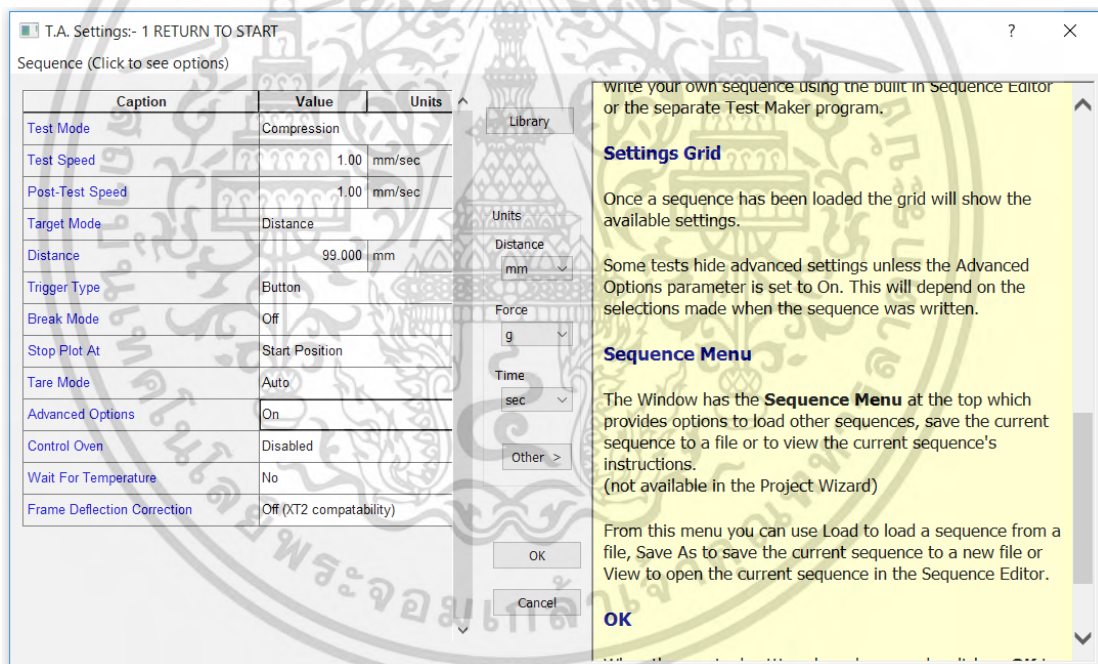 T.A. Settings:- 1 RETURN TO START
? ×
Sequence (Click to see options)
Caption Value Units
Test Mode Compression
Test Speed 1.00 mm/sec
Post-Test Speed 1.00 mm/sec
Target Mode Distance
Distance 99.000 mm
Trigger Type Button
Break Mode Off
Stop Plot At Start Position
Tare Mode Auto
Advanced Options On
Control Oven Disabled
Wait For Temperature No
Frame Deflection Correction Off (XT2 compatability)
Library
Units
Distance
mm
Force
g
Time
sec
Other >
OK
Cancel
write your own sequence using the built in Sequence Editor
or the separate Test Maker program.
Settings Grid
Once a sequence has been loaded the grid will show the
available settings.
Some tests hide advanced settings unless the Advanced
Options parameter is set to On. This will depend on the
selections made when the sequence was written.
Sequence Menu
The Window has the Sequence Menu at the top which
provides options to load other sequences, save the current
sequence to a file or to view the current sequence's
instructions.
(not available in the Project Wizard)
From this menu you can use Load to load a sequence from a
file, Save As to save the current sequence to a new file or
View to open the current sequence in the Sequence Editor.
OK